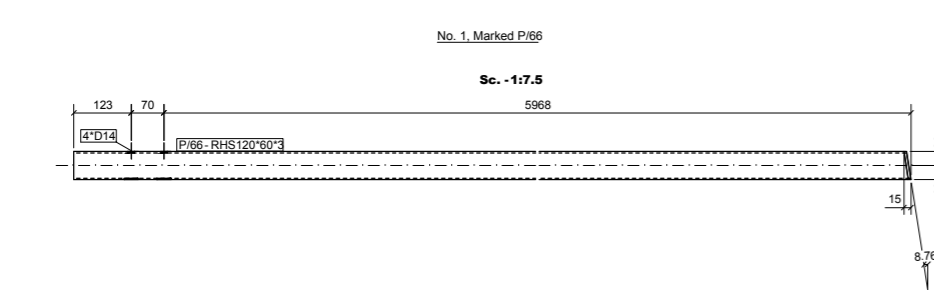 No. 1, Marked P/66
Sc. -1:7.5
123 70 5968
4*D14
P/66-RHS120*60*3
15
8.76